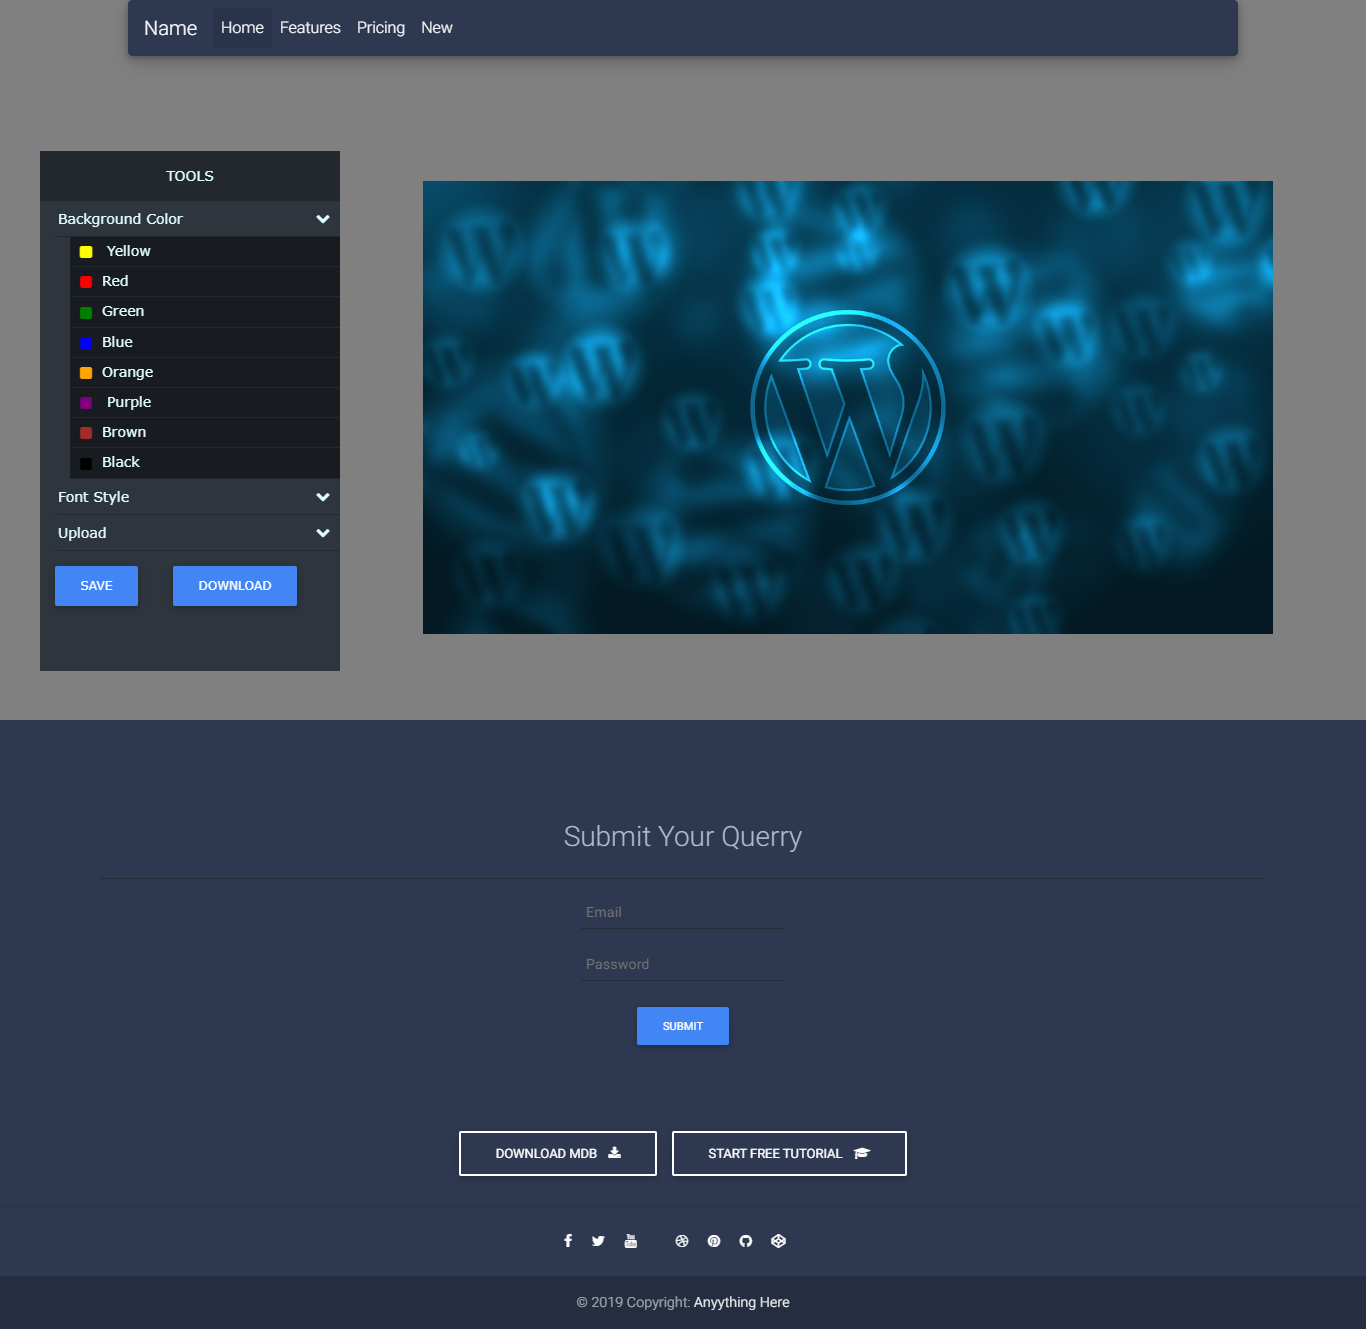 Name Home Features Pricing New
TOOLS
Background Color
Yellow
Red
Green
Blue
Orange
Purple
Brown
Black
Font Style
Upload
SAVE DOWNLOAD
Submit Your Querry
Email
Password
SUBMIT
DOWNLOAD MDB START FREE TUTORIAL
© 2019 Copyright: Anyything Here